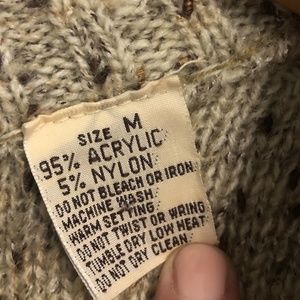 SIZE M
95% ACRYLIC
5% NYLON
DO NOT BLEACH OR IRON
MACHINE WASH
WARM SETTING
DO NOT TWIST OR WRING
TUMBLE DRY LOW HEAT
DO NOT DRY CLEAN